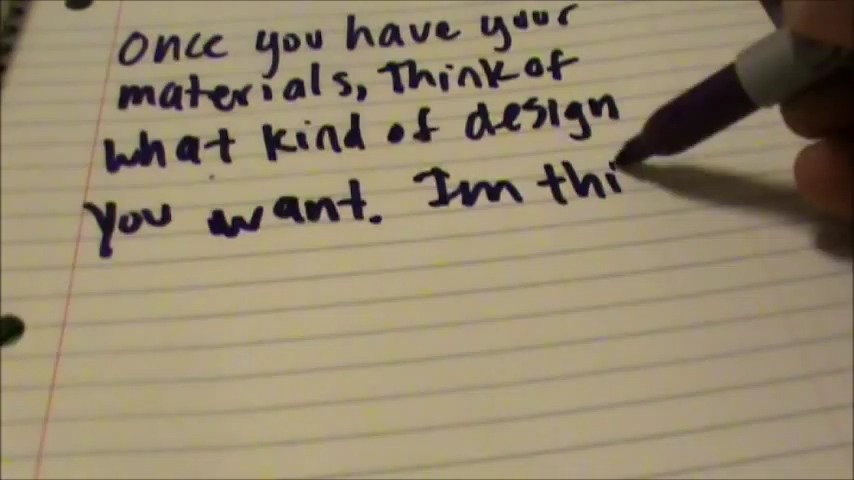 Once you have your
materials, Think of
what kind of design
you want. Im thi